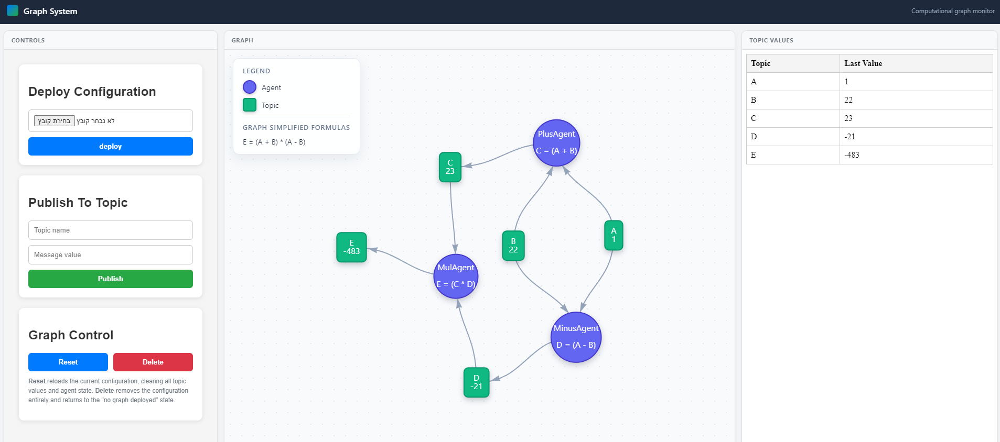 Graph System
Computational graph monitor
CONTROLS
Deploy Configuration
בחירת קובץ לא נבחר קובץ
deploy
Publish To Topic
Topic name
Message value
Publish
Graph Control
Reset Delete
Reset reloads the current configuration, clearing all topic
values and agent state. Delete removes the configuration
entirely and returns to the "no graph deployed" state.
GRAPH
LEGEND
Agent
Topic
GRAPH SIMPLIFIED FORMULAS
E = (A + B) * (A - B)
PlusAgent
C = (A + B)
C
23
A
1
B
22
E
-483
MulAgent
E = (C * D)
MinusAgent
D = (A - B)
D
-21
TOPIC VALUES
Topic Last Value
A 1
B 22
C 23
D -21
E -483